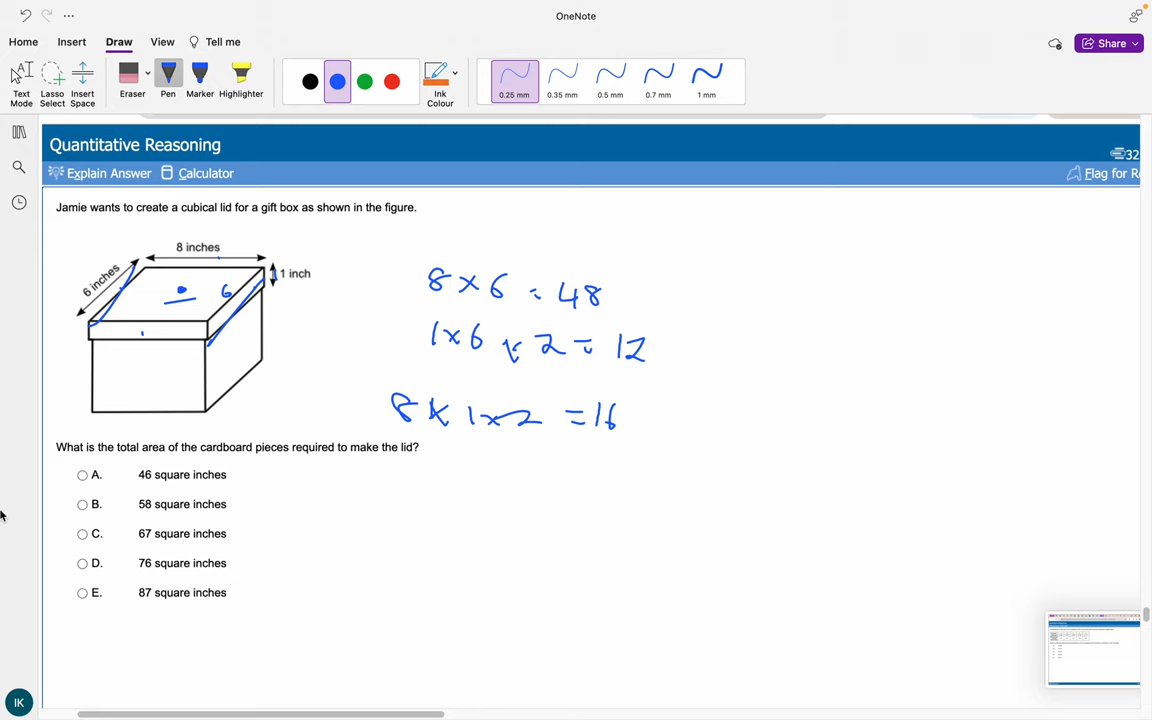 OneNote
Home Insert Draw View Tell me
Share
Text Mode
Lasso Select
Insert Space
Eraser
Pen
Marker
Highlighter
Ink Colour
0.25 mm
0.35 mm
0.5 mm
0.7 mm
1 mm
Quantitative Reasoning
32
Explain Answer Calculator
Flag for R
Jamie wants to create a cubical lid for a gift box as shown in the figure.
8 inches
6 inches
1 inch
6
8 × 6 = 48
1 × 6 × 2 = 12
8 × 1 × 2 = 16
What is the total area of the cardboard pieces required to make the lid?
A. 46 square inches
B. 58 square inches
C. 67 square inches
D. 76 square inches
E. 87 square inches
IK